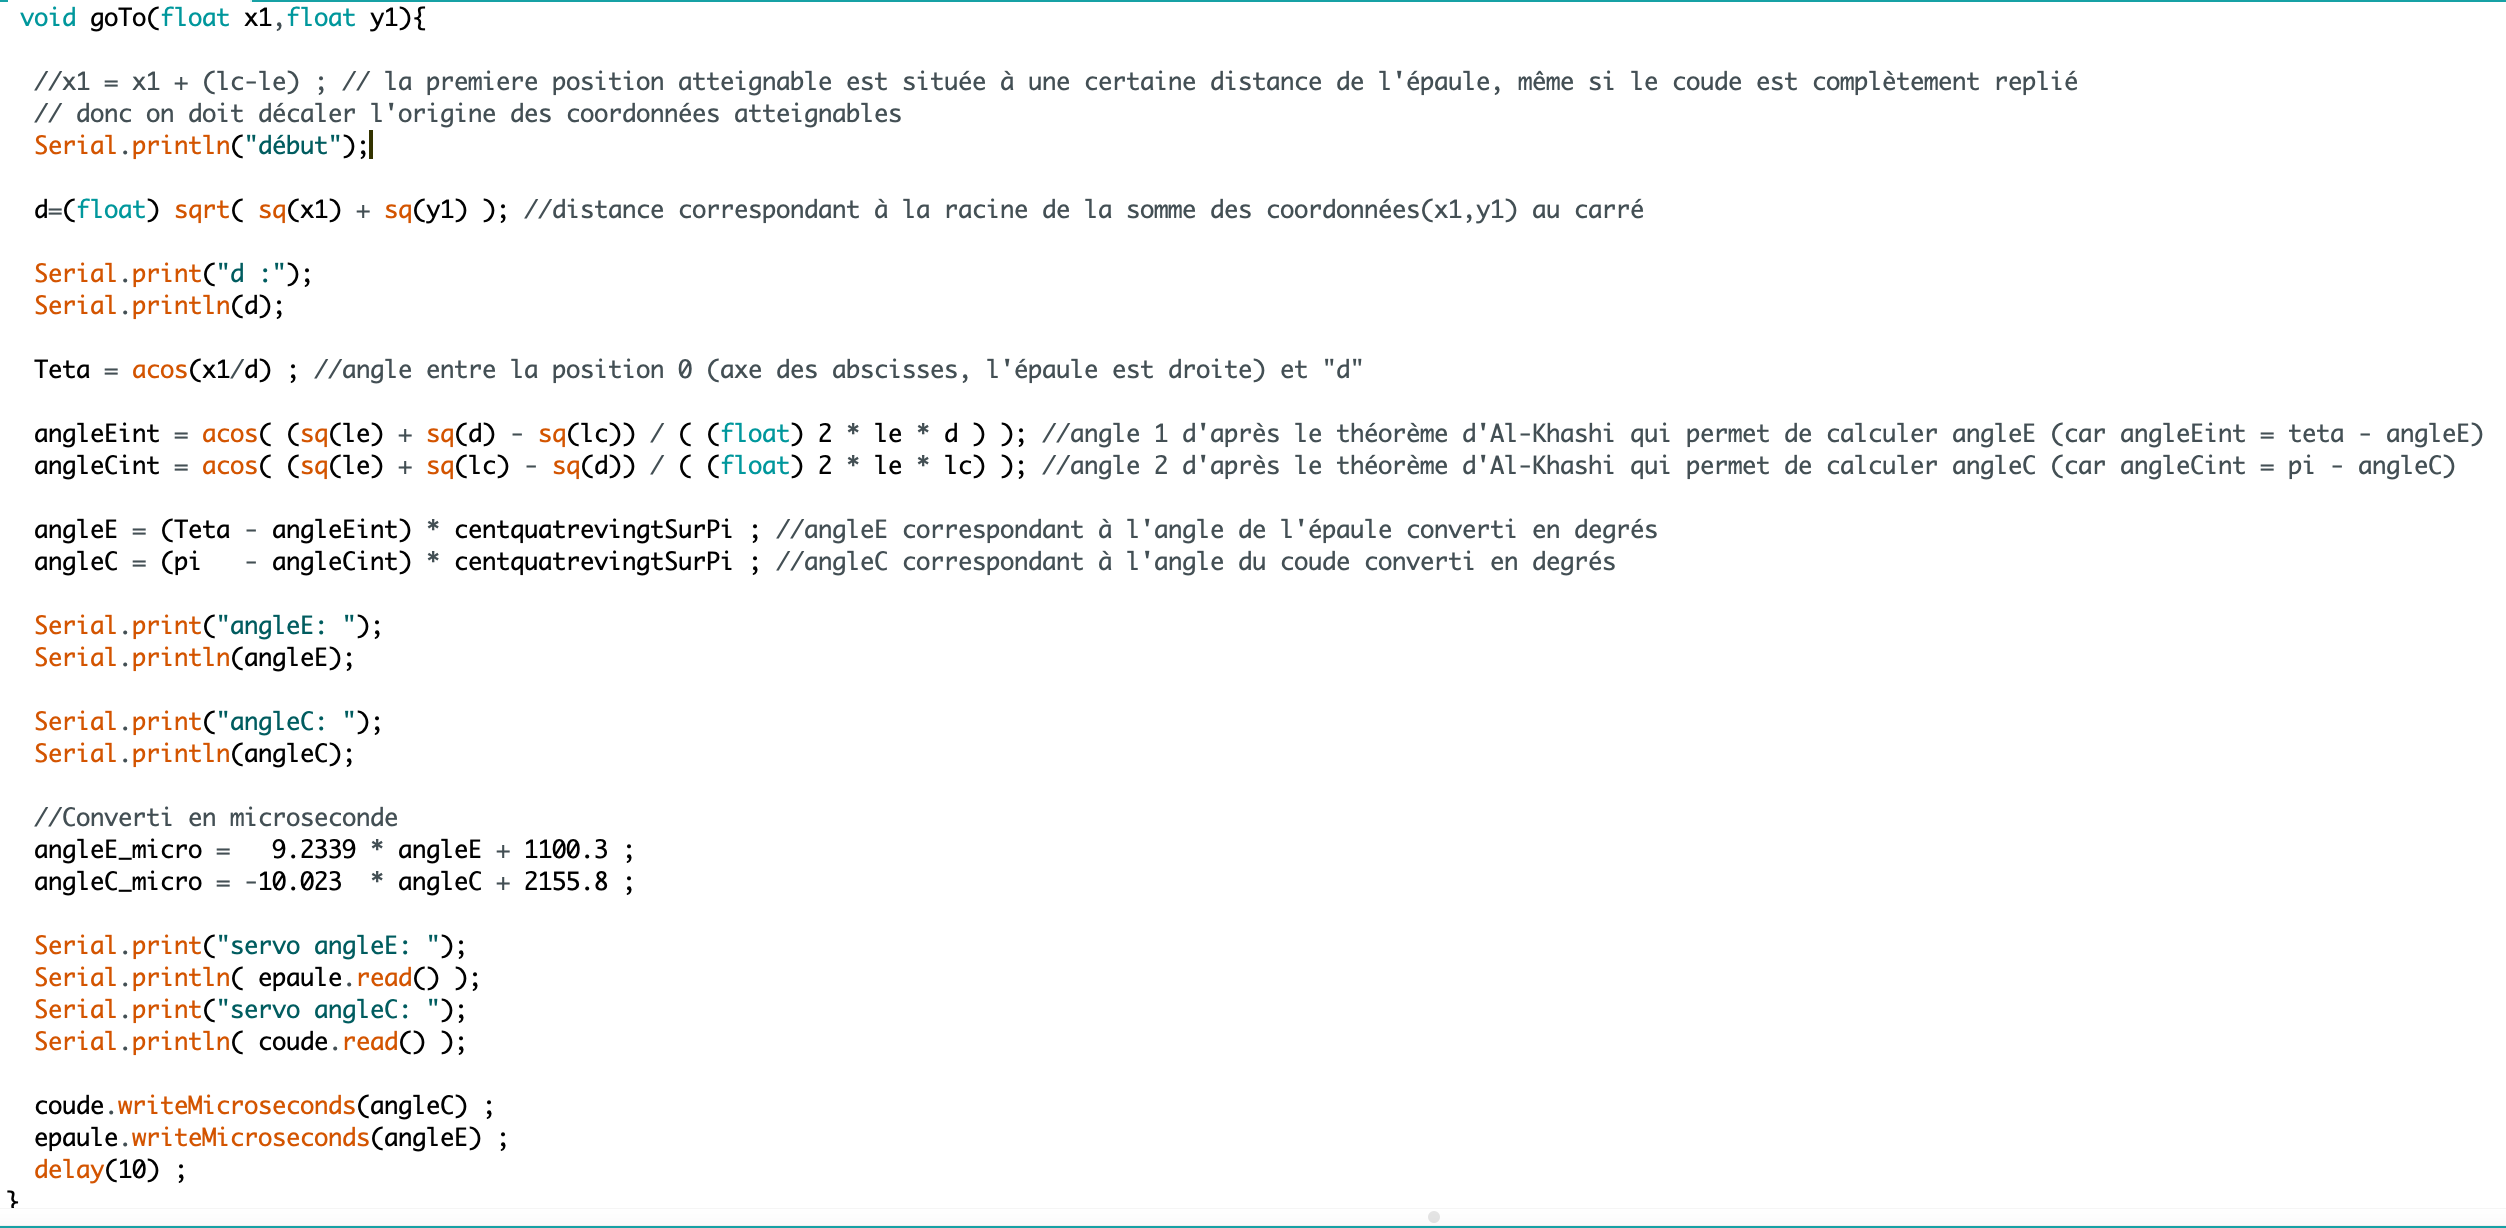 void goTo(float x1,float y1){
//x1 = x1 + (lc-le) ; // la premiere position atteignable est située à une certaine distance de l'épaule, même si le coude est complètement replié
// donc on doit décaler l'origine des coordonnées atteignables
Serial.println("début");
d=(float) sqrt( sq(x1) + sq(y1) ); //distance correspondant à la racine de la somme des coordonnées(x1,y1) au carré
Serial.print("d :");
Serial.println(d);
Teta = acos(x1/d) ; //angle entre la position 0 (axe des abscisses, l'épaule est droite) et "d"
angleEint = acos( (sq(le) + sq(d) - sq(lc)) / ( (float) 2 * le * d ) ); //angle 1 d'après le théorème d'Al-Khashi qui permet de calculer angleE (car angleEint = teta - angleE)
angleCint = acos( (sq(le) + sq(lc) - sq(d)) / ( (float) 2 * le * lc) ); //angle 2 d'après le théorème d'Al-Khashi qui permet de calculer angleC (car angleCint = pi - angleC)
angleE = (Teta - angleEint) * centquatrevingtSurPi ; //angleE correspondant à l'angle de l'épaule converti en degrés
angleC = (pi   - angleCint) * centquatrevingtSurPi ; //angleC correspondant à l'angle du coude converti en degrés
Serial.print("angleE: ");
Serial.println(angleE);
Serial.print("angleC: ");
Serial.println(angleC);
//Converti en microseconde
angleE_micro =   9.2339 * angleE + 1100.3 ;
angleC_micro = -10.023  * angleC + 2155.8 ;
Serial.print("servo angleE: ");
Serial.println( epaule.read() );
Serial.print("servo angleC: ");
Serial.println( coude.read() );
coude.writeMicroseconds(angleC) ;
epaule.writeMicroseconds(angleE) ;
delay(10) ;
}